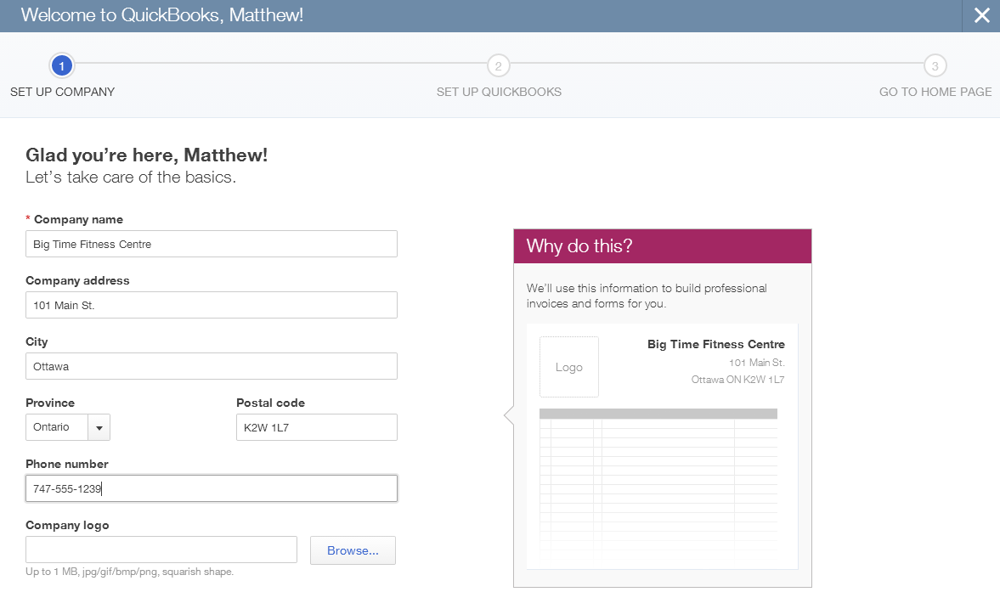 Welcome to QuickBooks, Matthew!
1
2
3
SET UP COMPANY
SET UP QUICKBOOKS
GO TO HOME PAGE
Glad you’re here, Matthew!
Let’s take care of the basics.
* Company name
Big Time Fitness Centre
Company address
101 Main St.
City
Ottawa
Province
Postal code
Ontario
K2W 1L7
Phone number
747-555-1239
Company logo
Browse...
Up to 1 MB, jpg/gif/bmp/png, squarish shape.
Why do this?
We’ll use this information to build professional
invoices and forms for you.
Logo
Big Time Fitness Centre
101 Main St.
Ottawa ON K2W 1L7